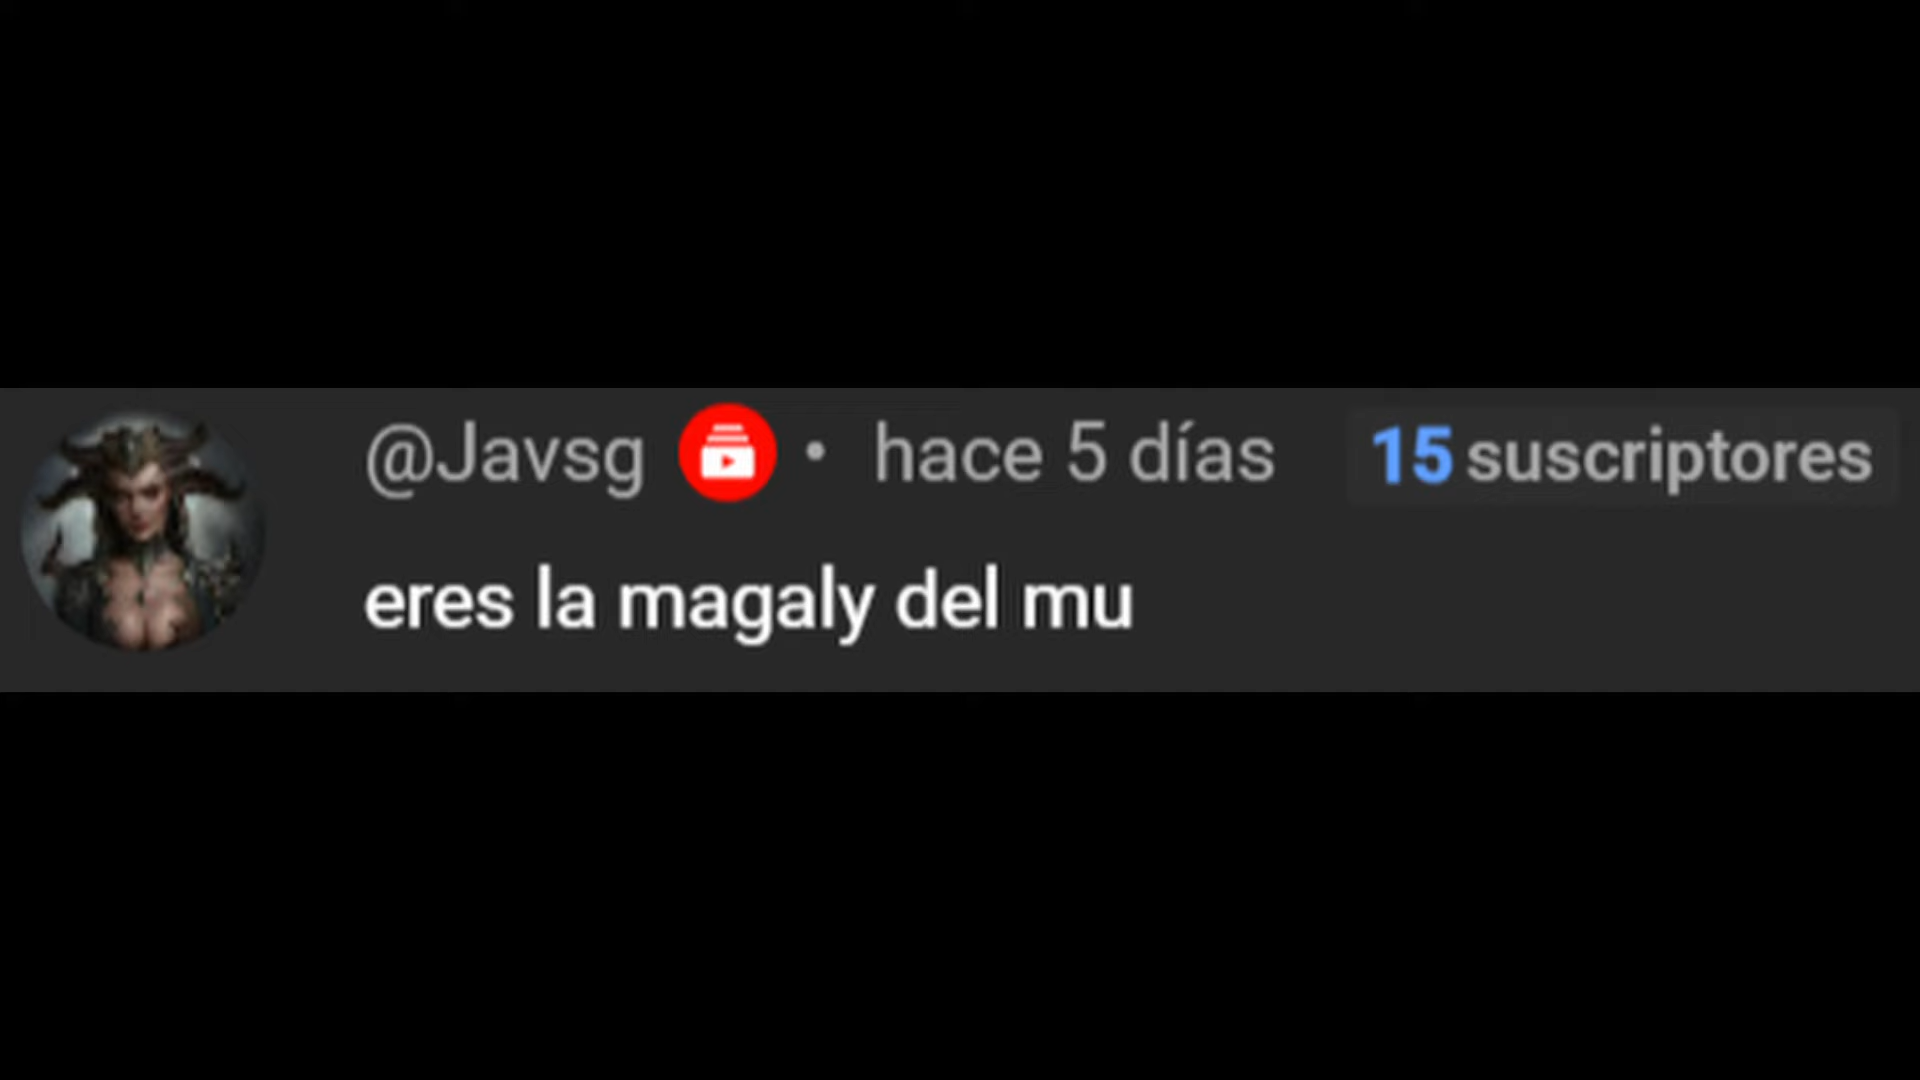 @Javsg • hace 5 días 15 suscriptores
eres la magaly del mu